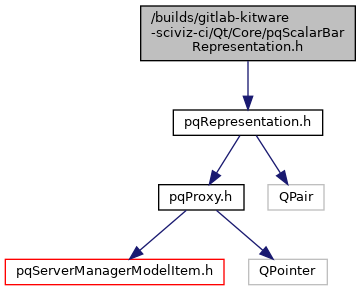 /builds/gitlab-kitware
-sciviz-ci/Qt/Core/pqScalarBar
Representation.h
pqRepresentation.h
pqProxy.h
QPair
pqServerManagerModelItem.h
QPointer